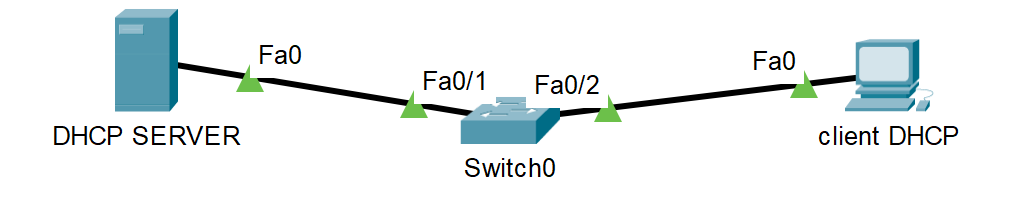 Fa0
Fa0/1
Fa0/2
Fa0
DHCP SERVER
Switch0
client DHCP